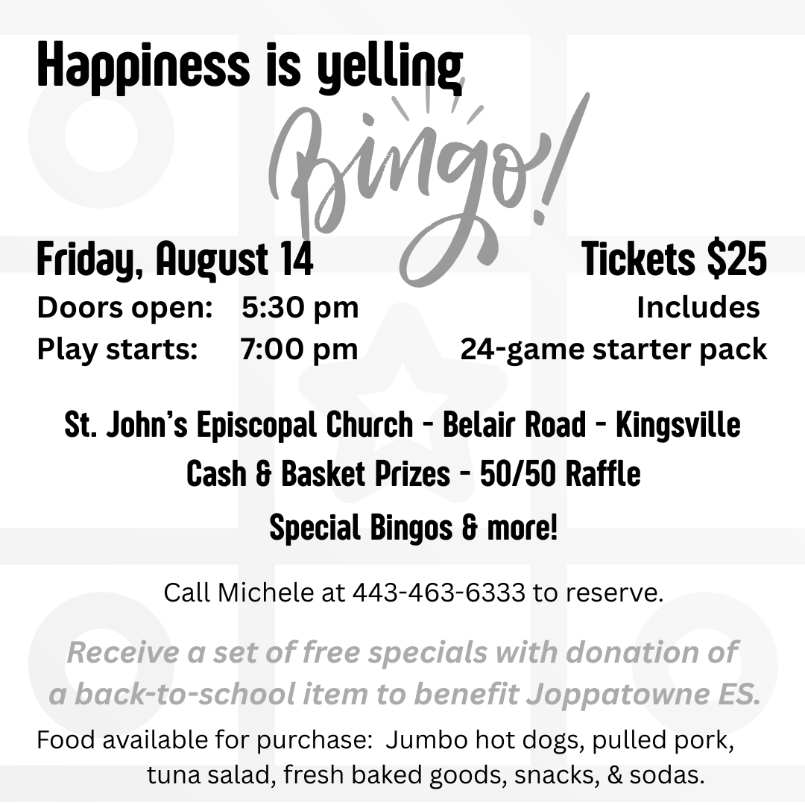 Happiness is yelling
Bingo!
Friday, August 14
Tickets $25
Doors open: 5:30 pm
Includes
Play starts: 7:00 pm
24-game starter pack
St. John's Episcopal Church - Belair Road - Kingsville
Cash & Basket Prizes - 50/50 Raffle
Special Bingos & more!
Call Michele at 443-463-6333 to reserve.
Receive a set of free specials with donation of
a back-to-school item to benefit Joppatowne ES.
Food available for purchase: Jumbo hot dogs, pulled pork,
tuna salad, fresh baked goods, snacks, & sodas.